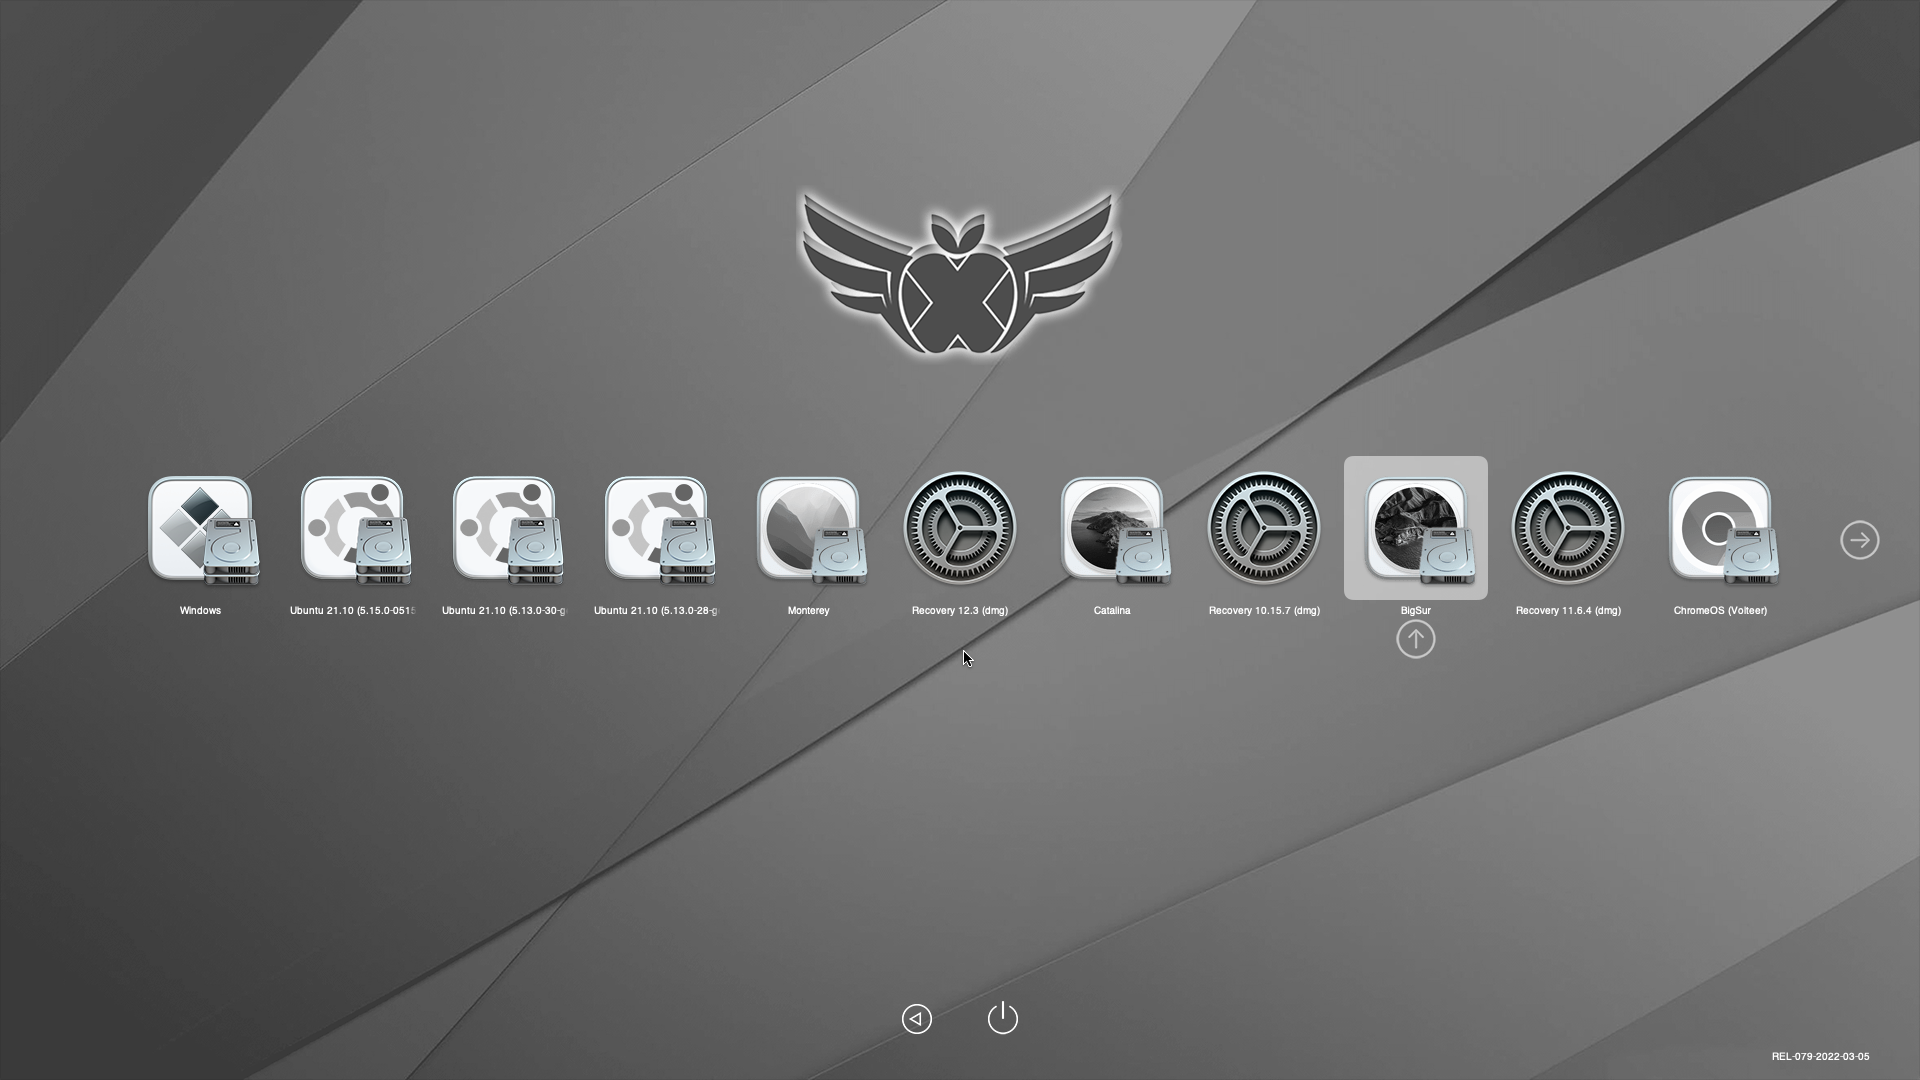 Windows
Ubuntu 21.10 (5.15.0-051
Ubuntu 21.10 (5.13.0-30-g
Ubuntu 21.10 (5.13.0-28-g
Monterey
Recovery 12.3 (dmg)
Catalina
Recovery 10.15.7 (dmg)
BigSur
Recovery 11.6.4 (dmg)
ChromeOS (Volteer)
REL-079-2022-03-05